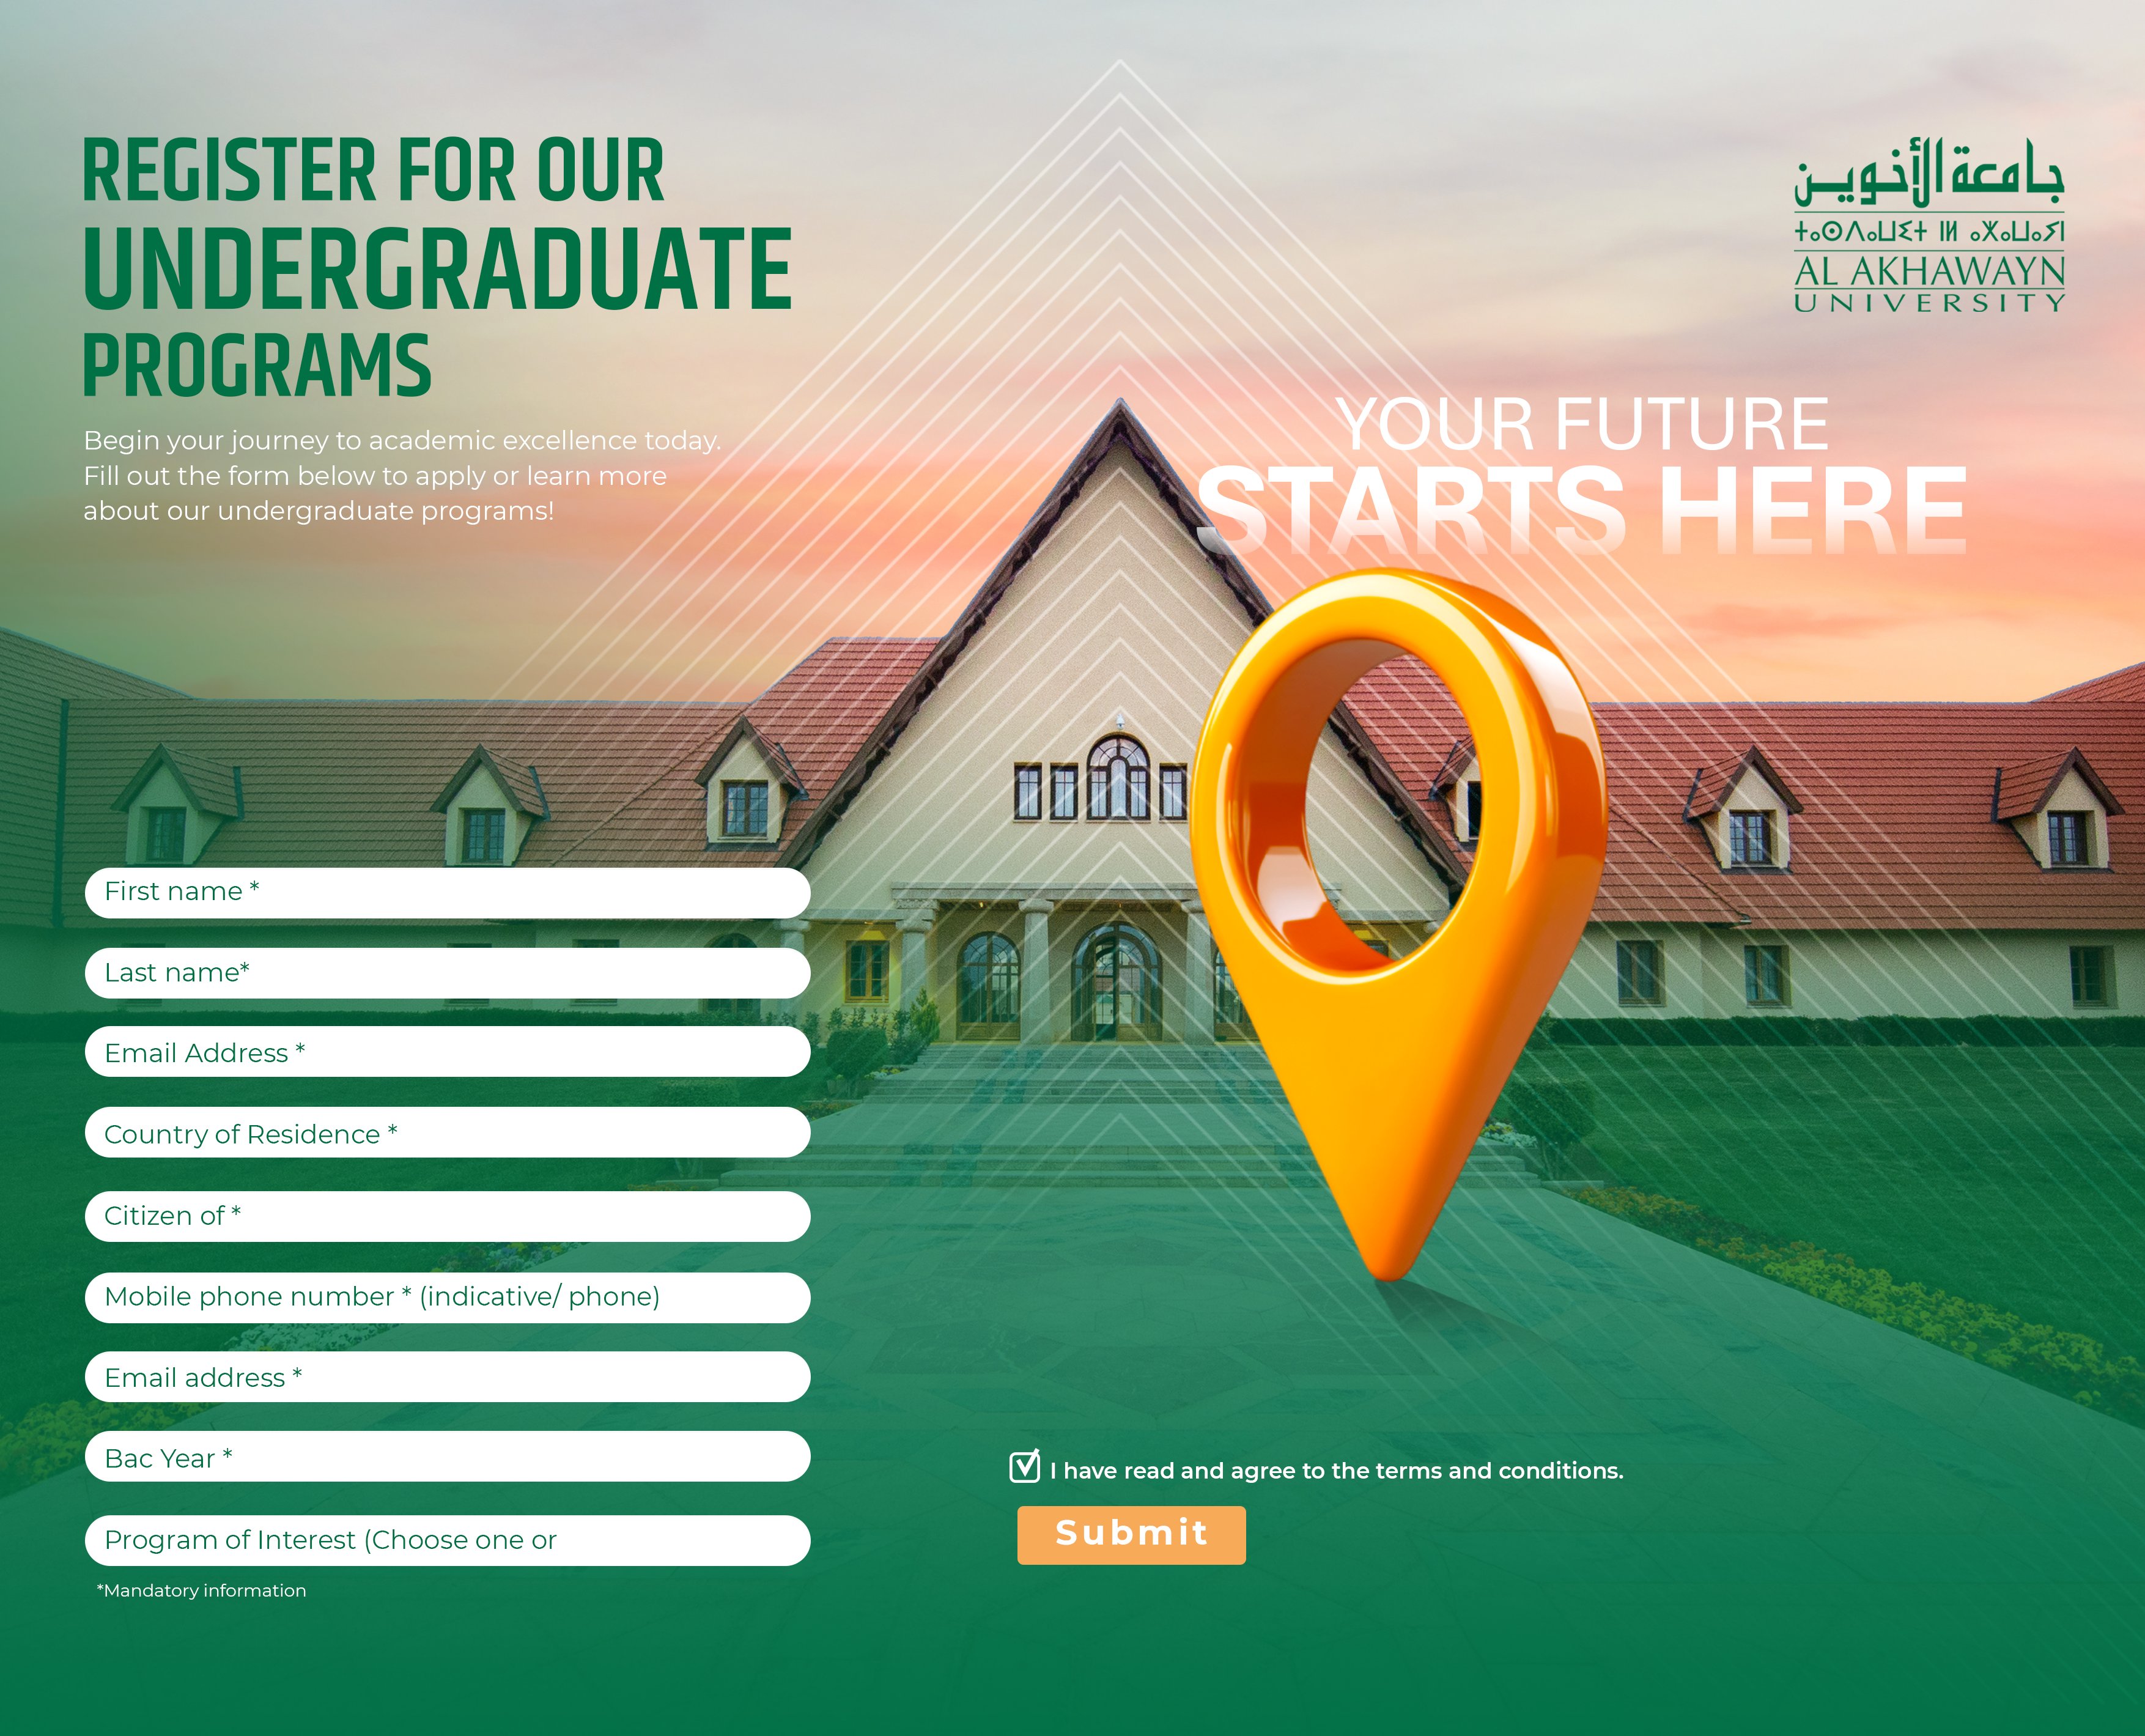 REGISTER FOR OUR
UNDERGRADUATE
PROGRAMS
Begin your journey to academic excellence today.
Fill out the form below to apply or learn more
about our undergraduate programs!
جامعة الأخوين
ⵜⴰⵙⴷⴰⵡⵉⵜ ⵏⵍ ⴰⵅⴰⵡⴰⵢⵏ
AL AKHAWAYN
UNIVERSITY
YOUR FUTURE
STARTS HERE
First name *
Last name*
Email Address *
Country of Residence *
Citizen of *
Mobile phone number * (indicative/ phone)
Email address *
Bac Year *
Program of Interest (Choose one or
*Mandatory information
I have read and agree to the terms and conditions.
Submit